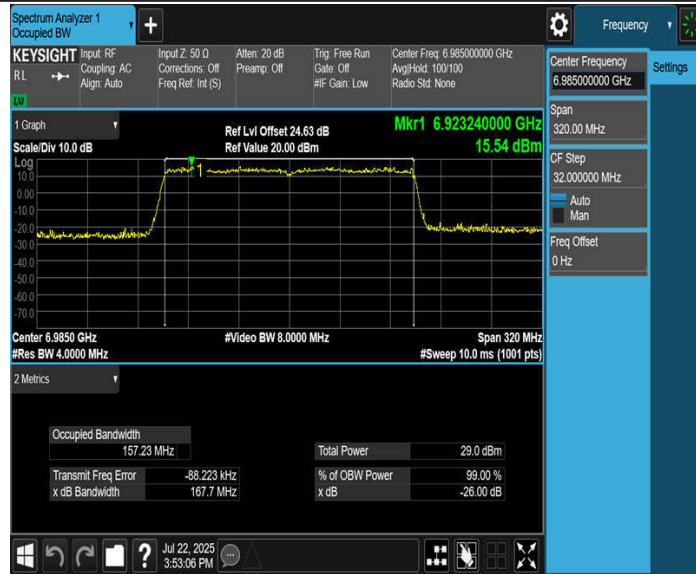 Spectrum Analyzer 1
Occupied BW
+
Frequency
KEYSIGHT
RL
LXI
Input: RF
Coupling: AC
Align: Auto
Input Z: 50 Ω
Corrections: Off
Freq Ref: Int (S)
Atten: 20 dB
Preamp: Off
Trig: Free Run
Gate: Off
#IF Gain: Low
Center Freq: 6.985000000 GHz
Avg|Hold: 100/100
Radio Std: None
Center Frequency
6.985000000 GHz
Settings
Span
320.00 MHz
CF Step
32.000000 MHz
Auto
Man
Freq Offset
0 Hz
1 Graph
Scale/Div 10.0 dB
Ref Lvl Offset 24.63 dB
Ref Value 20.00 dBm
Mkr1 6.923240000 GHz
15.54 dBm
Log
10.0
0.00
-10.0
-20.0
-30.0
-40.0
-50.0
-60.0
-70.0
1
Center 6.9850 GHz
#Res BW 4.0000 MHz
#Video BW 8.0000 MHz
Span 320 MHz
#Sweep 10.0 ms (1001 pts)
2 Metrics
Occupied Bandwidth
157.23 MHz
Total Power 29.0 dBm
Transmit Freq Error -88.223 kHz
% of OBW Power 99.00 %
x dB Bandwidth 167.7 MHz
x dB -26.00 dB
?
Jul 22, 2025
3:53:06 PM